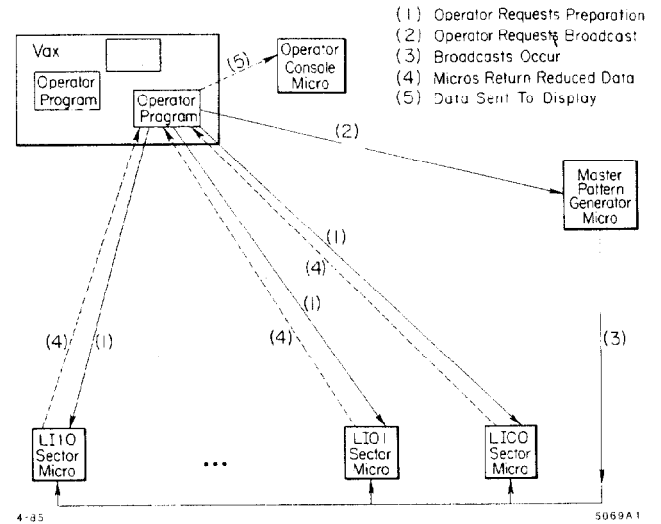 (1) Operator Requests Preparation
(2) Operator Requests Broadcast
(3) Broadcasts Occur
(4) Micros Return Reduced Data
(5) Data Sent To Display
Vax
Operator
Program
Operator
Program
(5)
Operator
Console
Micro
(2)
Master
Pattern
Generator
Micro
(1)
(4)
(1)
(4)
(4)
(1)
(3)
LI10
Sector
Micro
...
LI01
Sector
Micro
LI00
Sector
Micro
4-85
5069A1